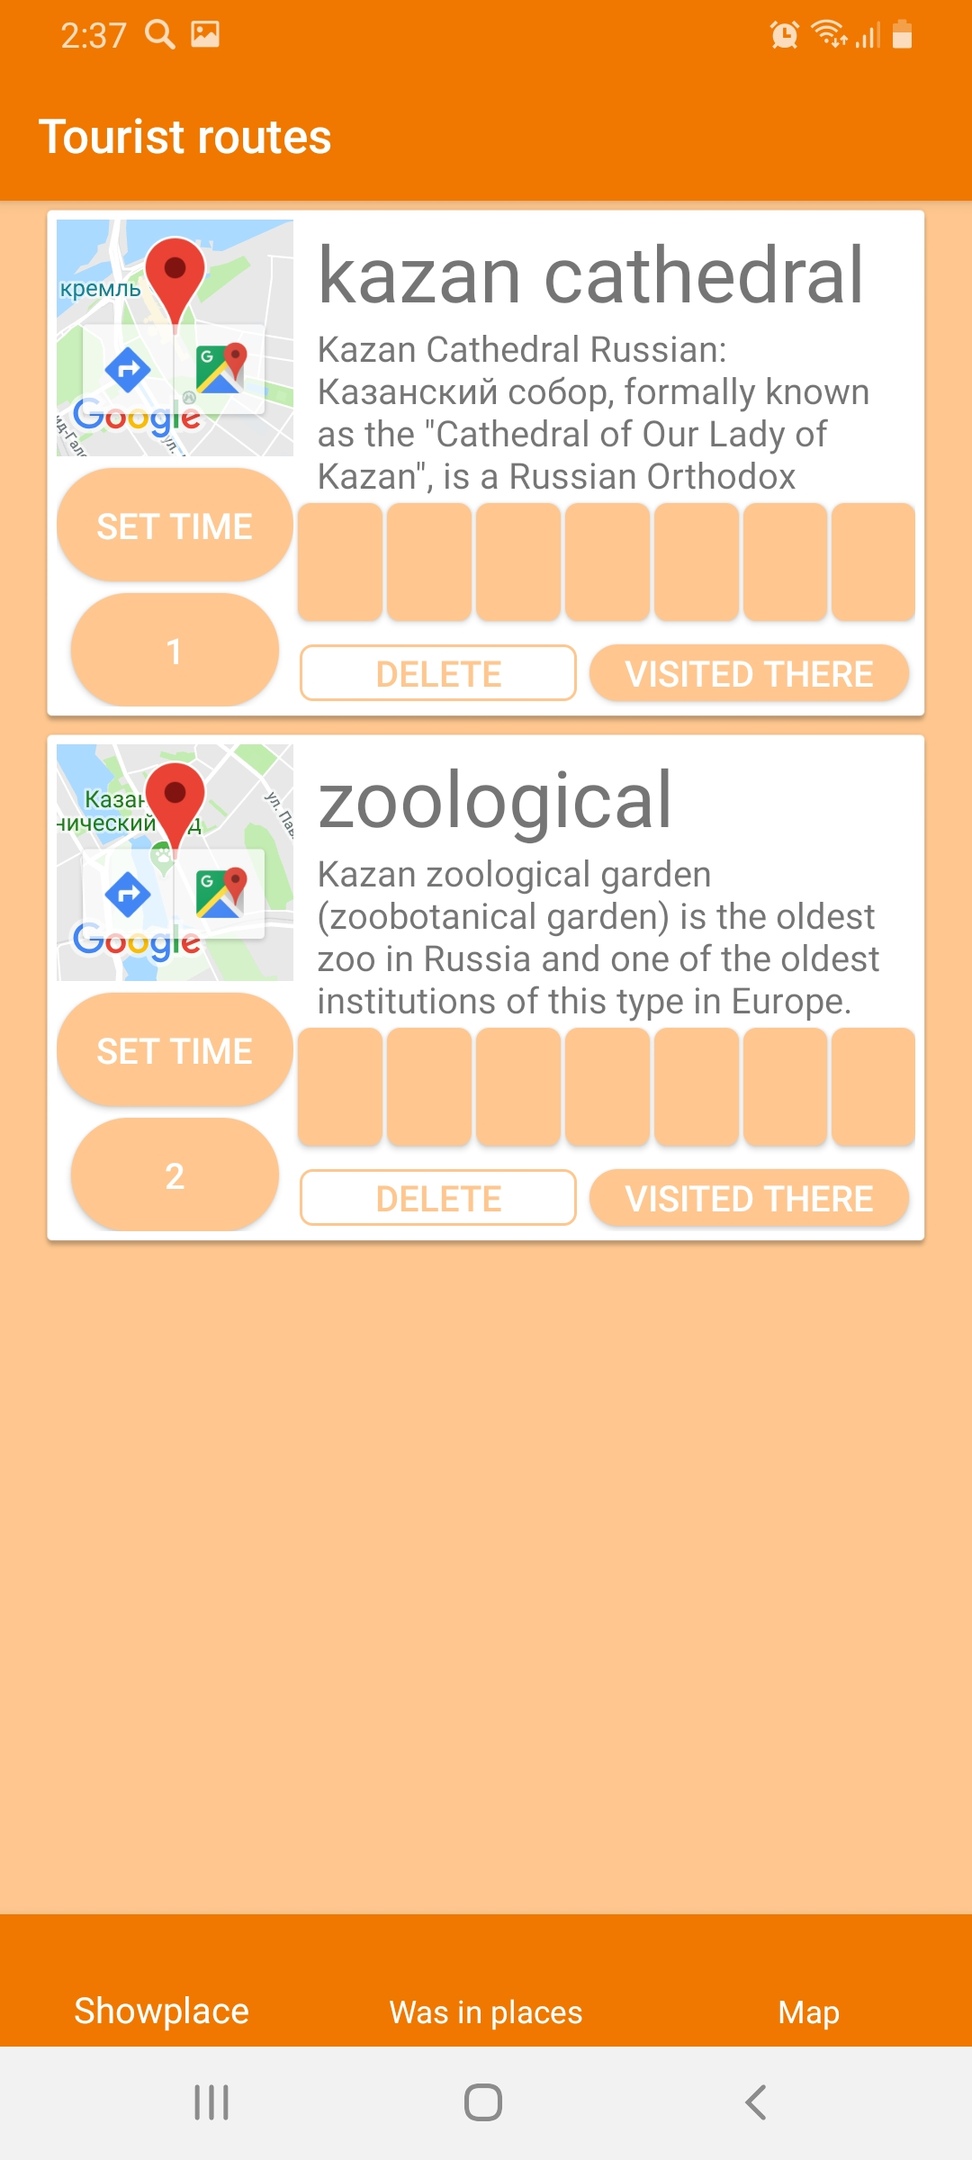 2:37
Tourist routes
кремль
Google
kazan cathedral
Kazan Cathedral Russian:
Казанский собор, formally known
as the "Cathedral of Our Lady of
Kazan", is a Russian Orthodox
SET TIME
1
DELETE
VISITED THERE
Казан
нический
ул. Па
Google
zoological
Kazan zoological garden
(zoobotanical garden) is the oldest
zoo in Russia and one of the oldest
institutions of this type in Europe.
SET TIME
2
DELETE
VISITED THERE
Showplace
Was in places
Map